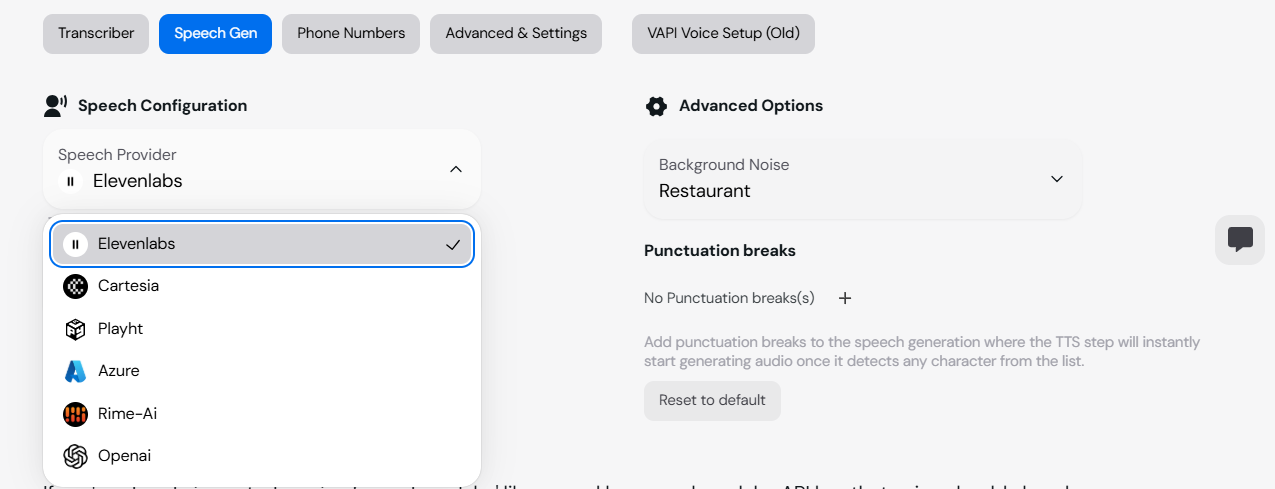 Transcriber
Speech Gen
Phone Numbers
Advanced & Settings
VAPI Voice Setup (Old)
Speech Configuration
Speech Provider
Elevenlabs
Elevenlabs
Cartesia
Playht
Azure
Rime-Ai
Openai
Advanced Options
Background Noise
Restaurant
Punctuation breaks
No Punctuation breaks(s)
Add punctuation breaks to the speech generation where the TTS step will instantly
start generating audio once it detects any character from the list.
Reset to default